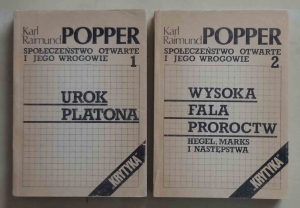 Karl
Raimund POPPER
SPOŁECZEŃSTWO OTWARTE
I JEGO WROGOWIE 1
UROK
PLATONA
KRYTYKA
Karl
Raimund POPPER
SPOŁECZEŃSTWO OTWARTE
I JEGO WROGOWIE 2
WYSOKA
FALA
PROROCTW
HEGEL, MARKS
I NASTĘPSTWA
KRYTYKA